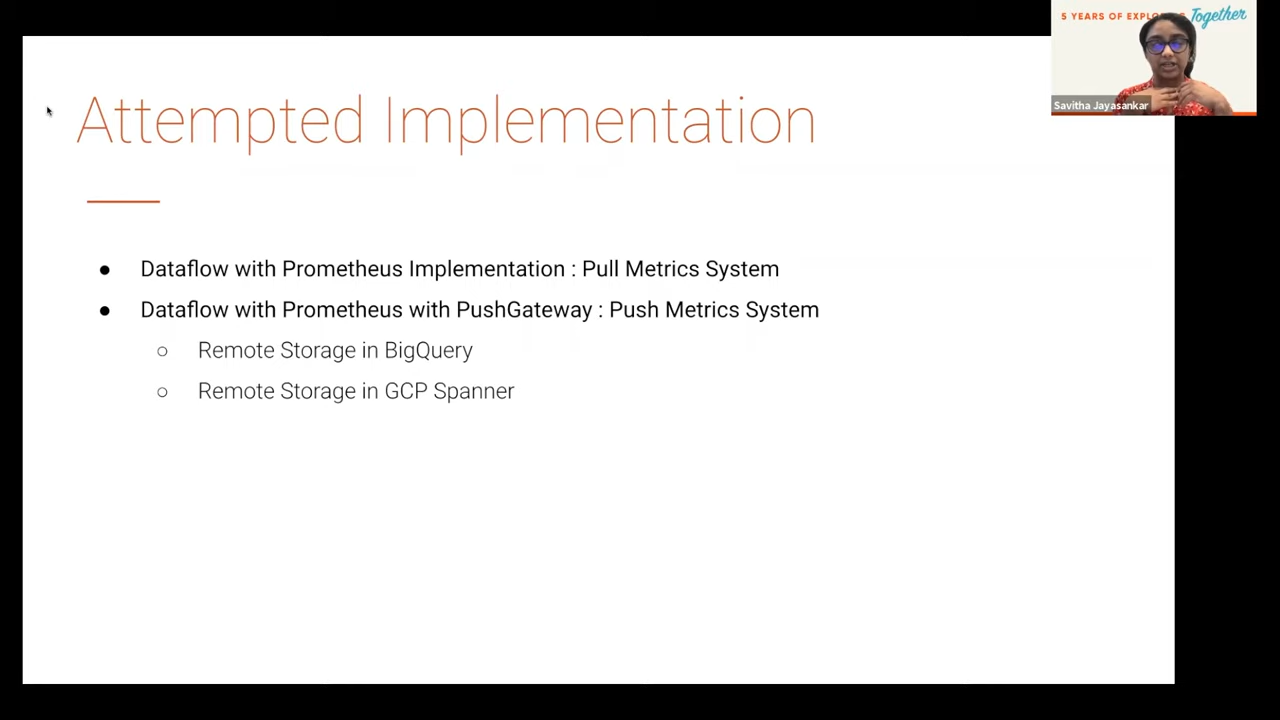 5 YEARS OF Together
Savitha Jayasankar
Attempted Implementation
● Dataflow with Prometheus Implementation : Pull Metrics System
● Dataflow with Prometheus with PushGateway : Push Metrics System
○ Remote Storage in BigQuery
○ Remote Storage in GCP Spanner